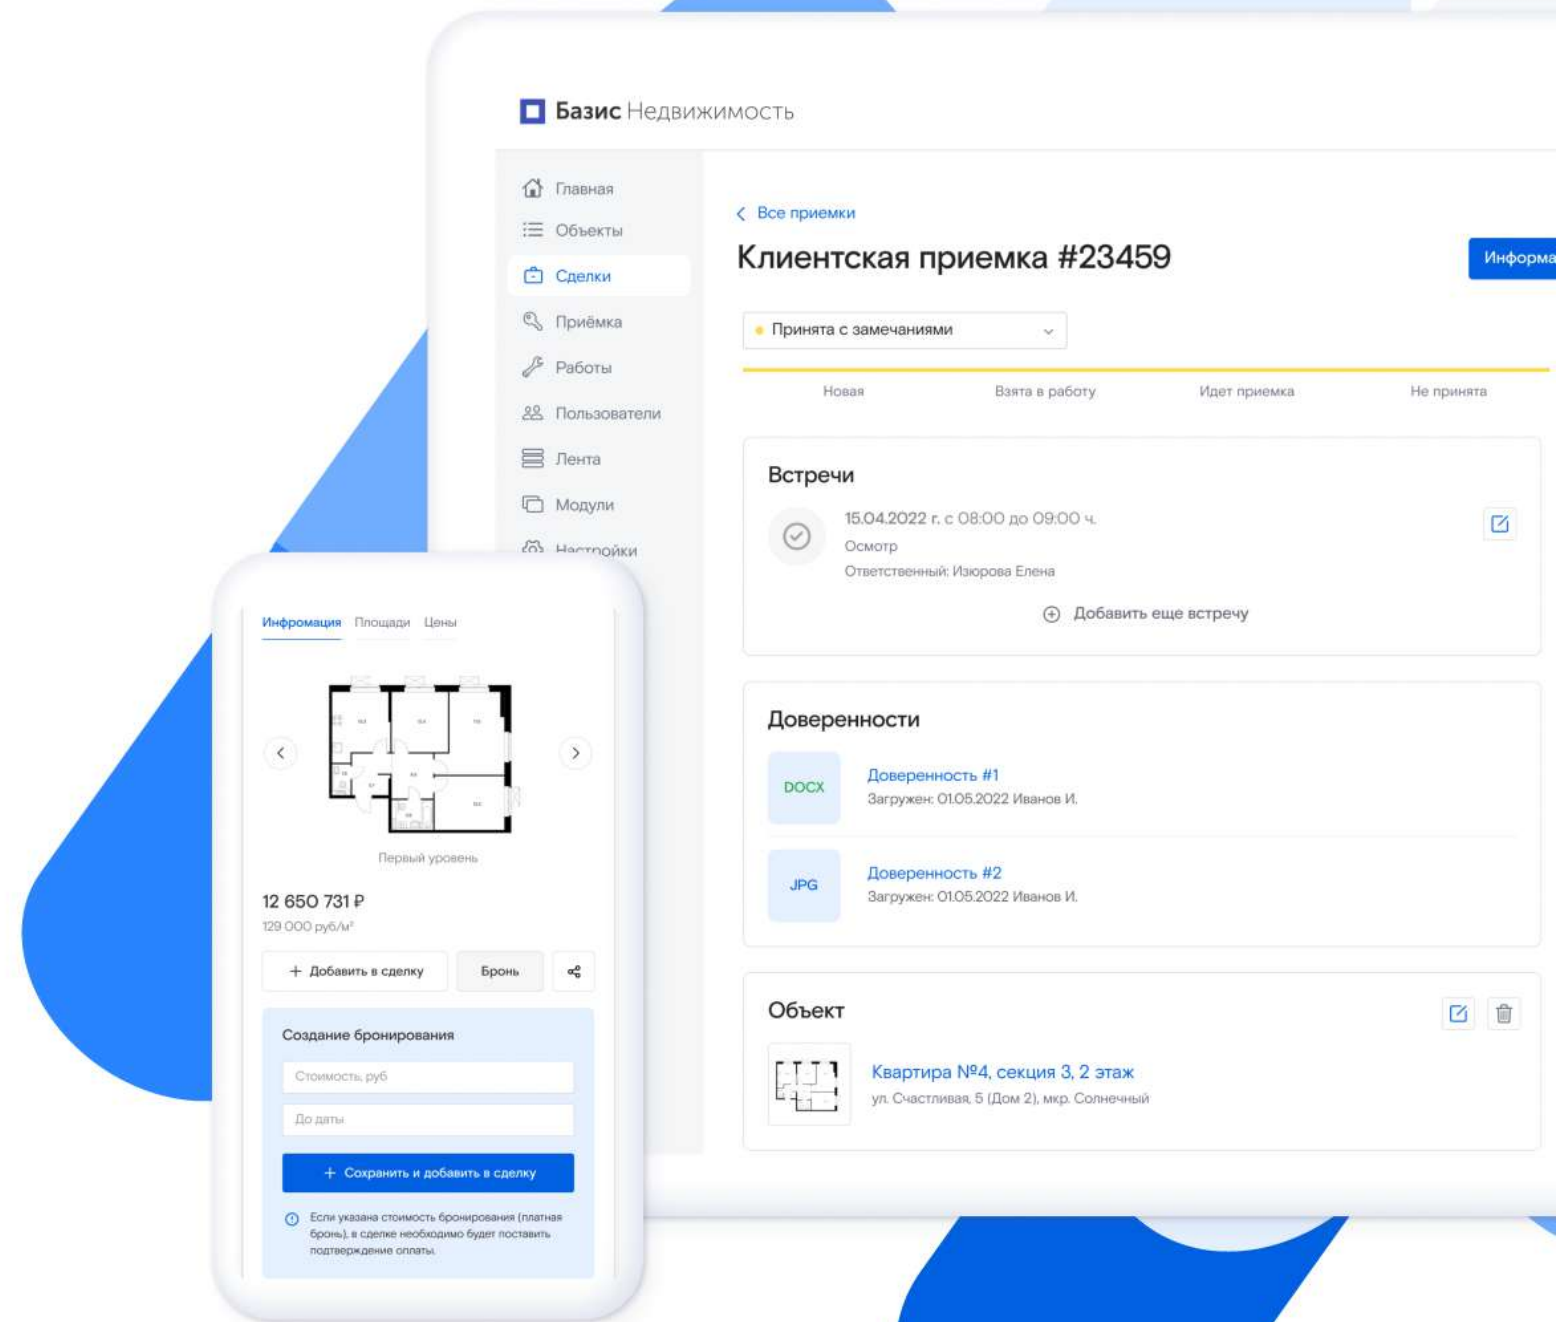 Базис Недвижимость
Главная
Объекты
Сделки
Приёмка
Работы
Пользователи
Лента
Модули
Настройки
Все приемки
Клиентская приемка #23459
Информа
Принята с замечаниями
Новая
Взята в работу
Идет приемка
Не принята
Встречи
15.04.2022 г. с 08:00 до 09:00 ч.
Осмотр
Ответственный: Изюрова Елена
Добавить еще встречу
Доверенности
DOCX
Доверенность #1
Загружен: 01.05.2022 Иванов И.
JPG
Доверенность #2
Загружен: 01.05.2022 Иванов И.
Объект
Квартира №4, секция 3, 2 этаж
ул. Счастливая, 5 (Дом 2), мкр. Солнечный
Инфромация Площади Цены
Первый уровень
12 650 731 ₽
129 000 руб/м²
+ Добавить в сделку
Бронь
Создание бронирования
Стоимость, руб
До даты
+ Сохранить и добавить в сделку
Если указана стоимость бронирования (платная
бронь), в сделке необходимо будет поставить
подтверждение оплаты.